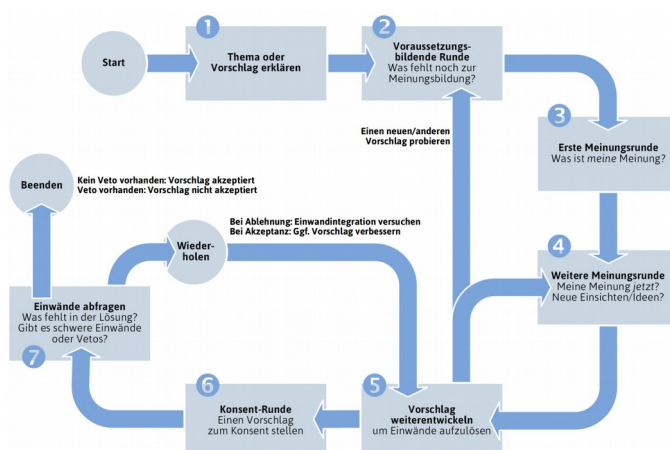 Start
1
Thema oder
Vorschlag erklären
2
Voraussetzungs-
bildende Runde
Was fehlt noch zur
Meinungsbildung?
3
Erste Meinungsrunde
Was ist meine Meinung?
Einen neuen/anderen
Vorschlag probieren
4
Weitere Meinungsrunde
Meine Meinung jetzt?
Neue Einsichten/Ideen?
5
Vorschlag
weiterentwickeln
um Einwände aufzulösen
6
Konsent-Runde
Einen Vorschlag
zum Konsent stellen
7
Einwände abfragen
Was fehlt in der Lösung?
Gibt es schwere Einwände
oder Vetos?
Wieder-
holen
Bei Ablehnung: Einwandintegration versuchen
Bei Akzeptanz: Ggf. Vorschlag verbessern
Beenden
Kein Veto vorhanden: Vorschlag akzeptiert
Veto vorhanden: Vorschlag nicht akzeptiert